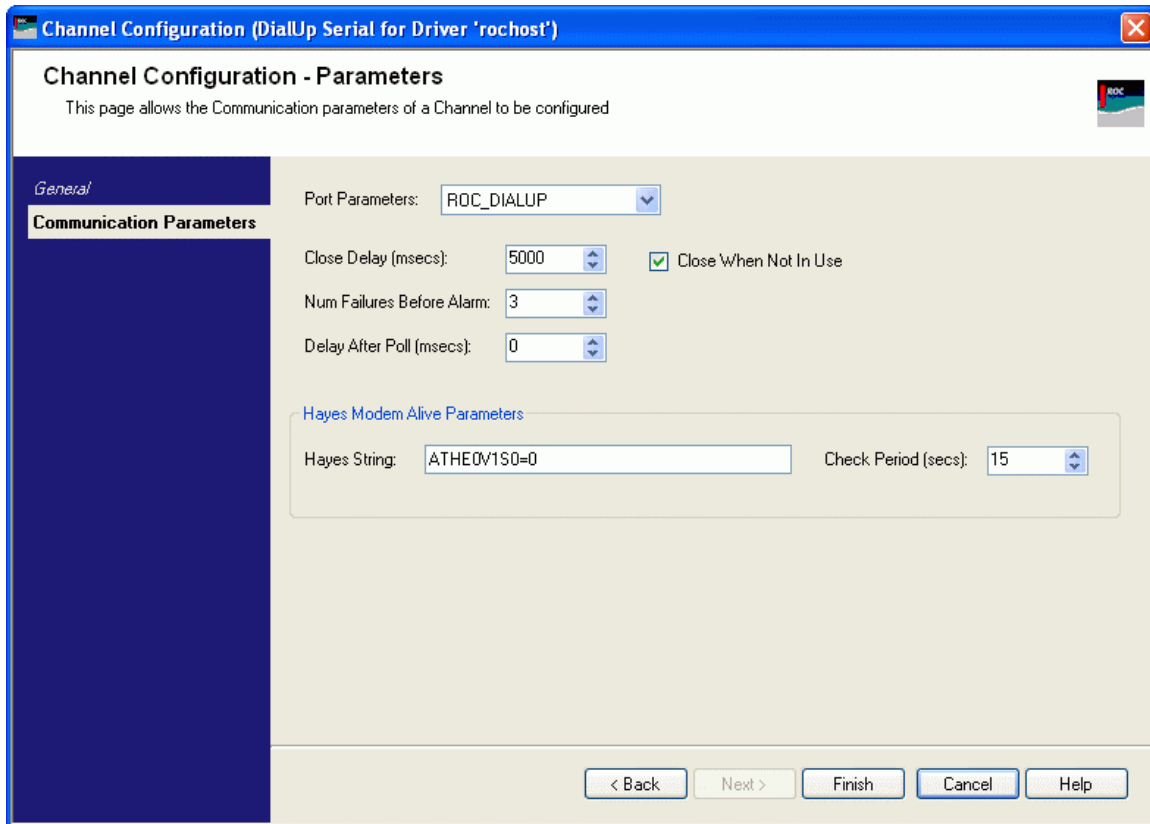 Channel Configuration (DialUp Serial for Driver 'rochost')
Channel Configuration - Parameters
This page allows the Communication parameters of a Channel to be configured
ROC
General
Communication Parameters
Port Parameters: ROC_DIALUP
Close Delay (msecs): 5000 Close When Not In Use
Num Failures Before Alarm: 3
Delay After Poll (msecs): 0
Hayes Modem Alive Parameters
Hayes String: ATHE0V1S0=0 Check Period (secs): 15
< Back Next > Finish Cancel Help